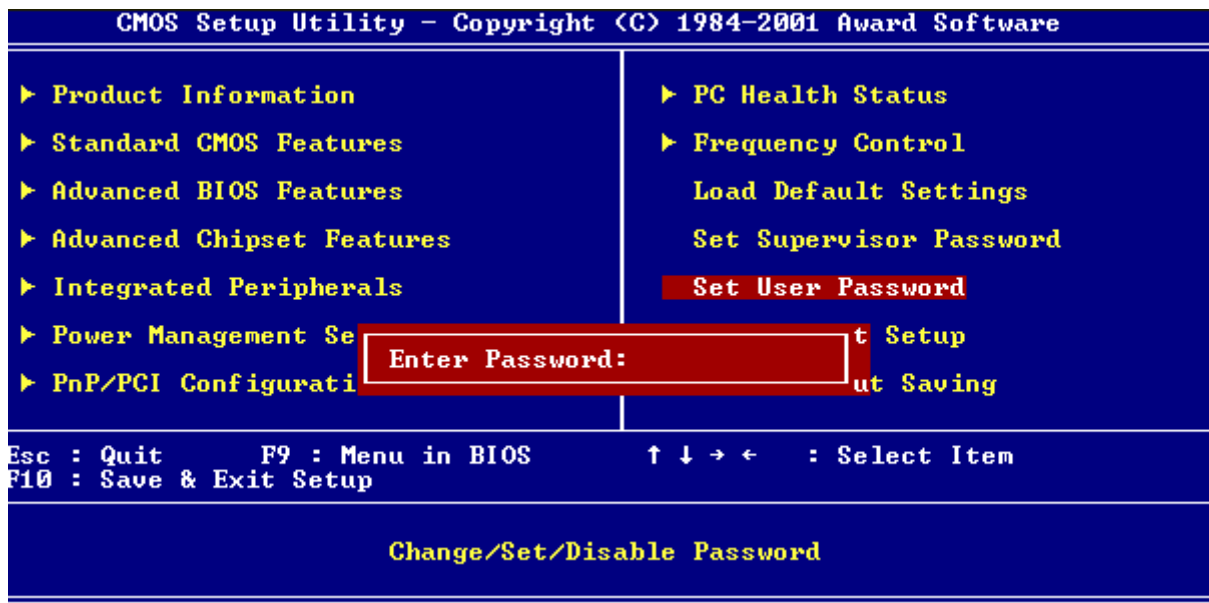 CMOS Setup Utility - Copyright (C) 1984-2001 Award Software
▶ Product Information
▶ Standard CMOS Features
▶ Advanced BIOS Features
▶ Advanced Chipset Features
▶ Integrated Peripherals
▶ Power Management Se
▶ PnP/PCI Configurati
▶ PC Health Status
▶ Frequency Control
Load Default Settings
Set Supervisor Password
Set User Password
t Setup
ut Saving
Enter Password:
Esc : Quit F9 : Menu in BIOS ↑ ↓ → ← : Select Item
F10 : Save & Exit Setup
Change/Set/Disable Password